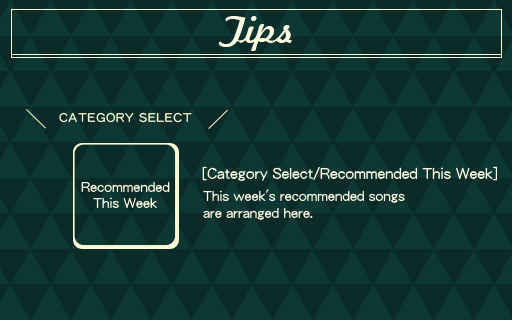 Tips
CATEGORY SELECT
Recommended
This Week
[Category Select/Recommended This Week]
This week's recommended songs
are arranged here.